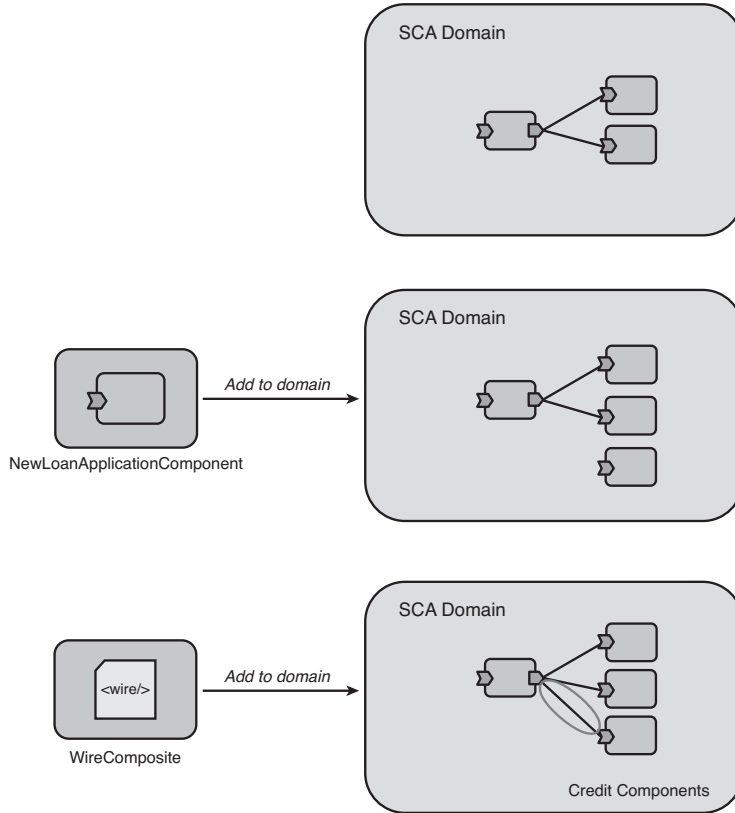 SCA Domain
SCA Domain
Add to domain
NewLoanApplicationComponent
SCA Domain
<wire/>
Add to domain
WireComposite
Credit Components